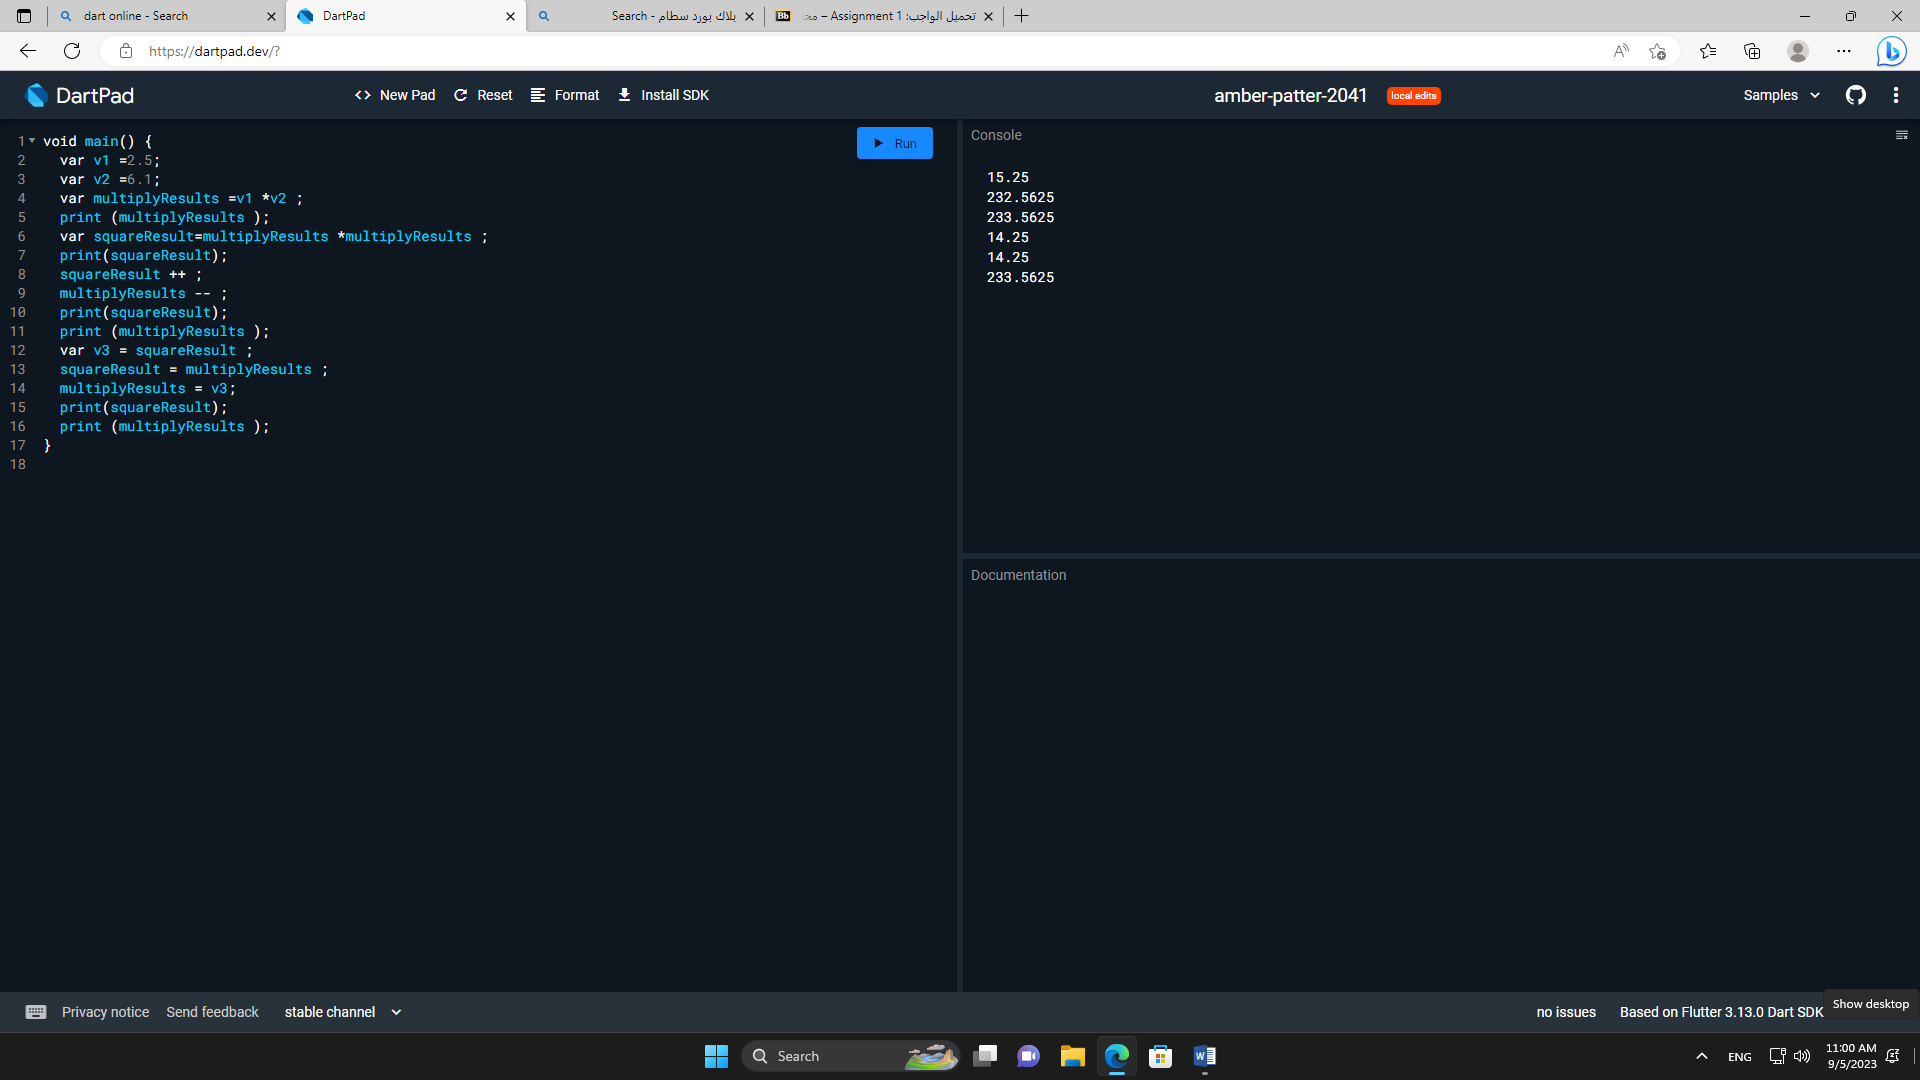 dart online - Search
DartPad
بلاك بورد سطام - Search
تحميل الواجب: Assignment 1 – محا
https://dartpad.dev/?
DartPad
<> New Pad
Reset
Format
Install SDK
amber-patter-2041
local edits
Samples
Run
1 void main() {
2 var v1 =2.5;
3 var v2 =6.1;
4 var multiplyResults =v1 *v2 ;
5 print (multiplyResults );
6 var squareResult=multiplyResults *multiplyResults ;
7 print(squareResult);
8 squareResult ++ ;
9 multiplyResults -- ;
10 print(squareResult);
11 print (multiplyResults );
12 var v3 = squareResult ;
13 squareResult = multiplyResults ;
14 multiplyResults = v3;
15 print(squareResult);
16 print (multiplyResults );
17 }
18
Console
15.25
232.5625
233.5625
14.25
14.25
233.5625
Documentation
Privacy notice
Send feedback
stable channel
no issues
Based on Flutter 3.13.0 Dart SDK
Show desktop
Search
ENG
11:00 AM
9/5/2023